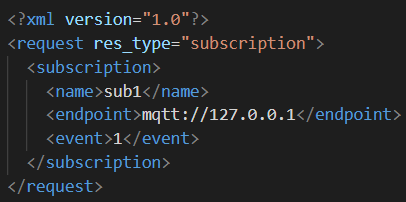 <?xml version="1.0"?>
<request res_type="subscription">
  <subscription>
    <name>sub1</name>
    <endpoint>mqtt://127.0.0.1</endpoint>
    <event>1</event>
  </subscription>
</request>